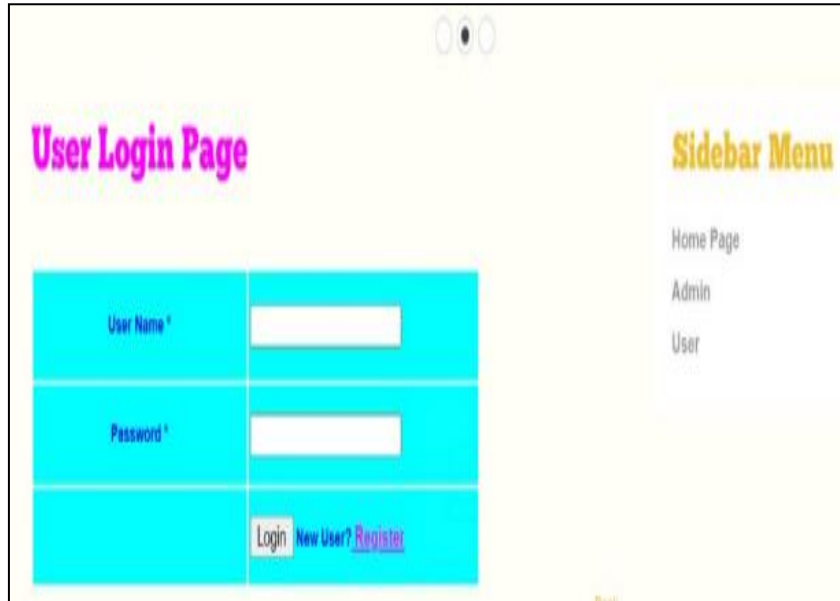 User Login Page
User Name *
Password *
Login New User? Register
Sidebar Menu
Home Page
Admin
User